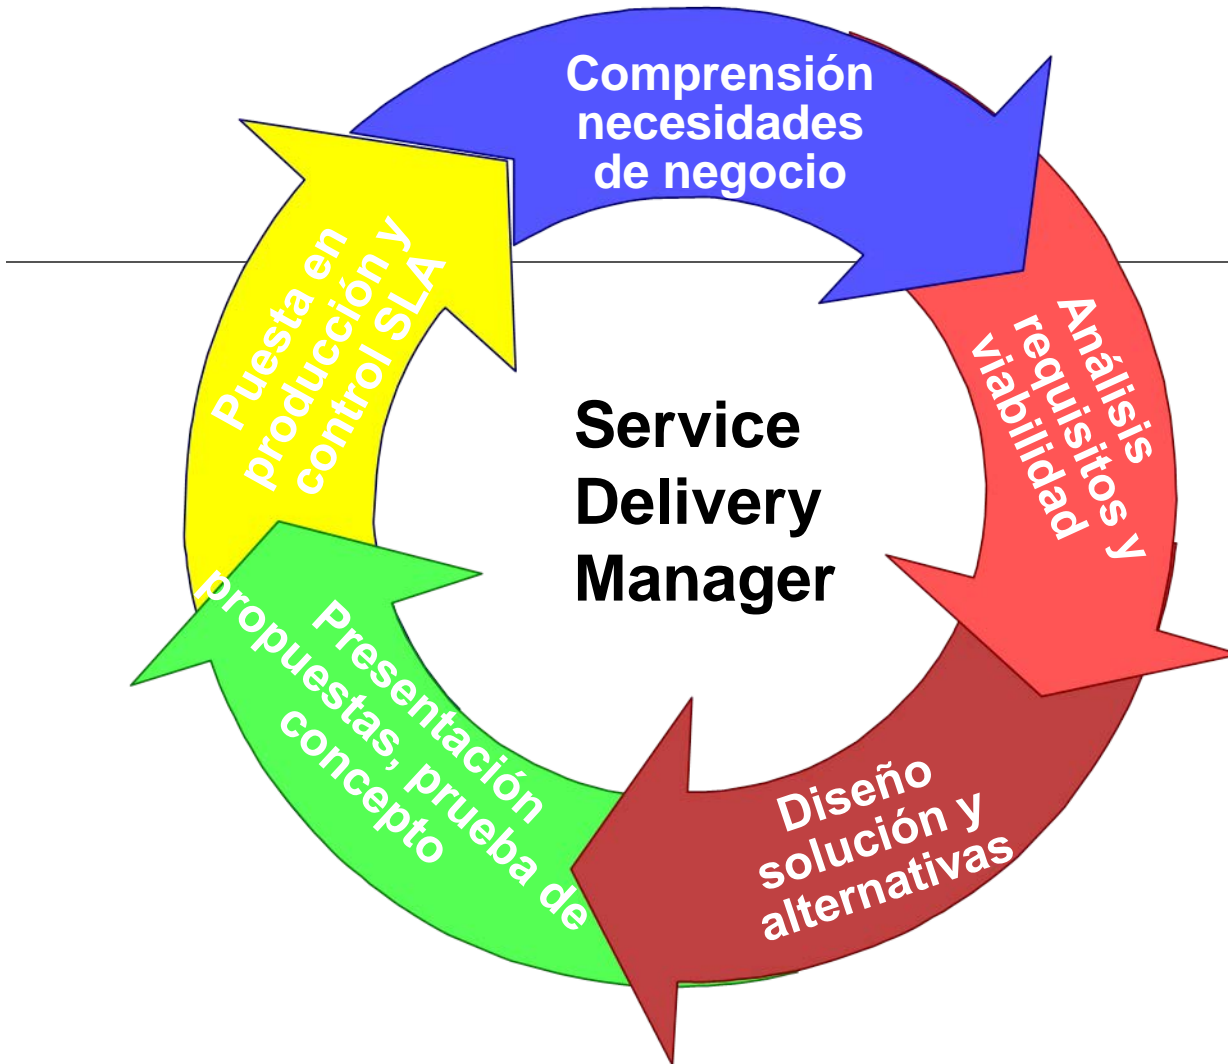 Comprensión
necesidades
de negocio
Análisis
requisitos y
viabilidad
Diseño
solución y
alternativas
Presentación
propuestas, prueba de
concepto
Puesta en
producción y
control SLA
Service
Delivery
Manager